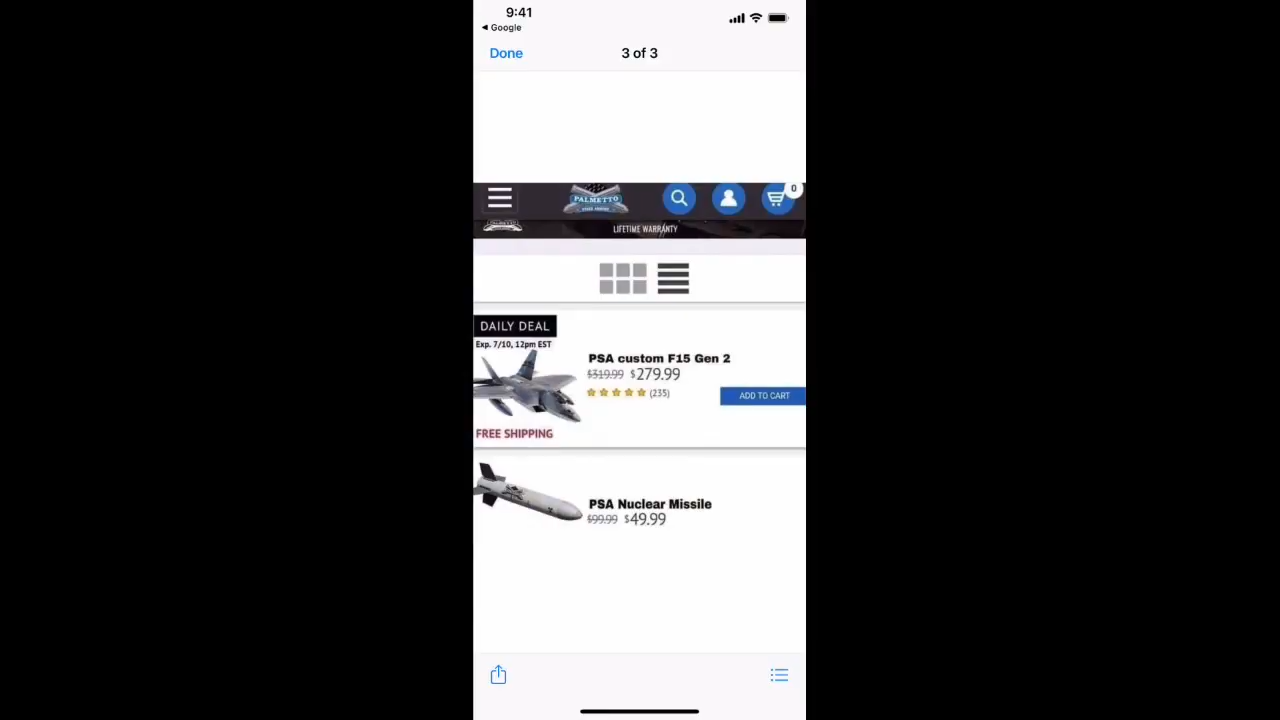 9:41
◀ Google
Done
3 of 3
0
PALMETTO
LIFETIME WARRANTY
DAILY DEAL
Exp. 7/10, 12pm EST
PSA custom F15 Gen 2
$319.99 $279.99
(235)
ADD TO CART
FREE SHIPPING
PSA Nuclear Missile
$99.99 $49.99